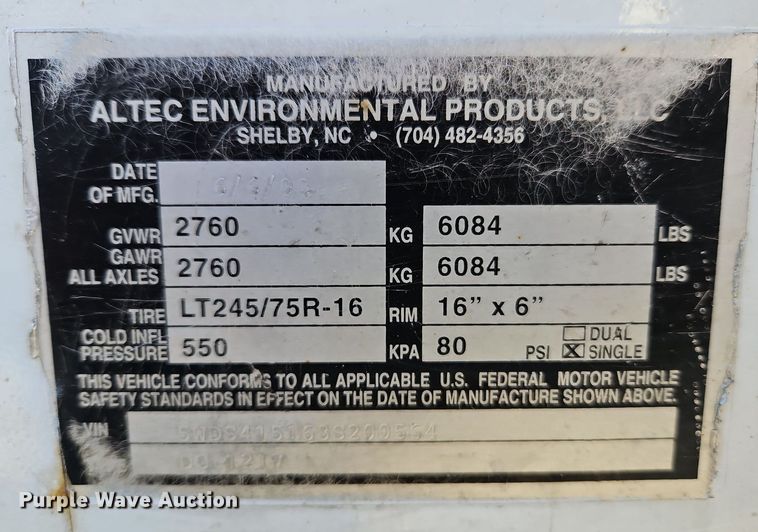 MANUFACTURED BY
ALTEC ENVIRONMENTAL PRODUCTS, LLC
SHELBY, NC • (704) 482-4356
DATE
OF MFG.
GVWR 2760 KG 6084 LBS
GAWR
ALL AXLES 2760 KG 6084 LBS
TIRE LT245/75R-16 RIM 16" x 6"
COLD INFL
PRESSURE 550 KPA 80 PSI DUAL
SINGLE
THIS VEHICLE CONFORMS TO ALL APPLICABLE U.S. FEDERAL MOTOR VEHICLE
SAFETY STANDARDS IN EFFECT ON THE DATE OF MANUFACTURE SHOWN ABOVE.
VIN
Purple Wave Auction